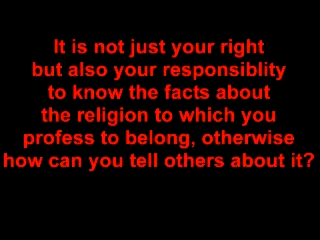 It is not just your right
but also your responsiblity
to know the facts about
the religion to which you
profess to belong, otherwise
how can you tell others about it?